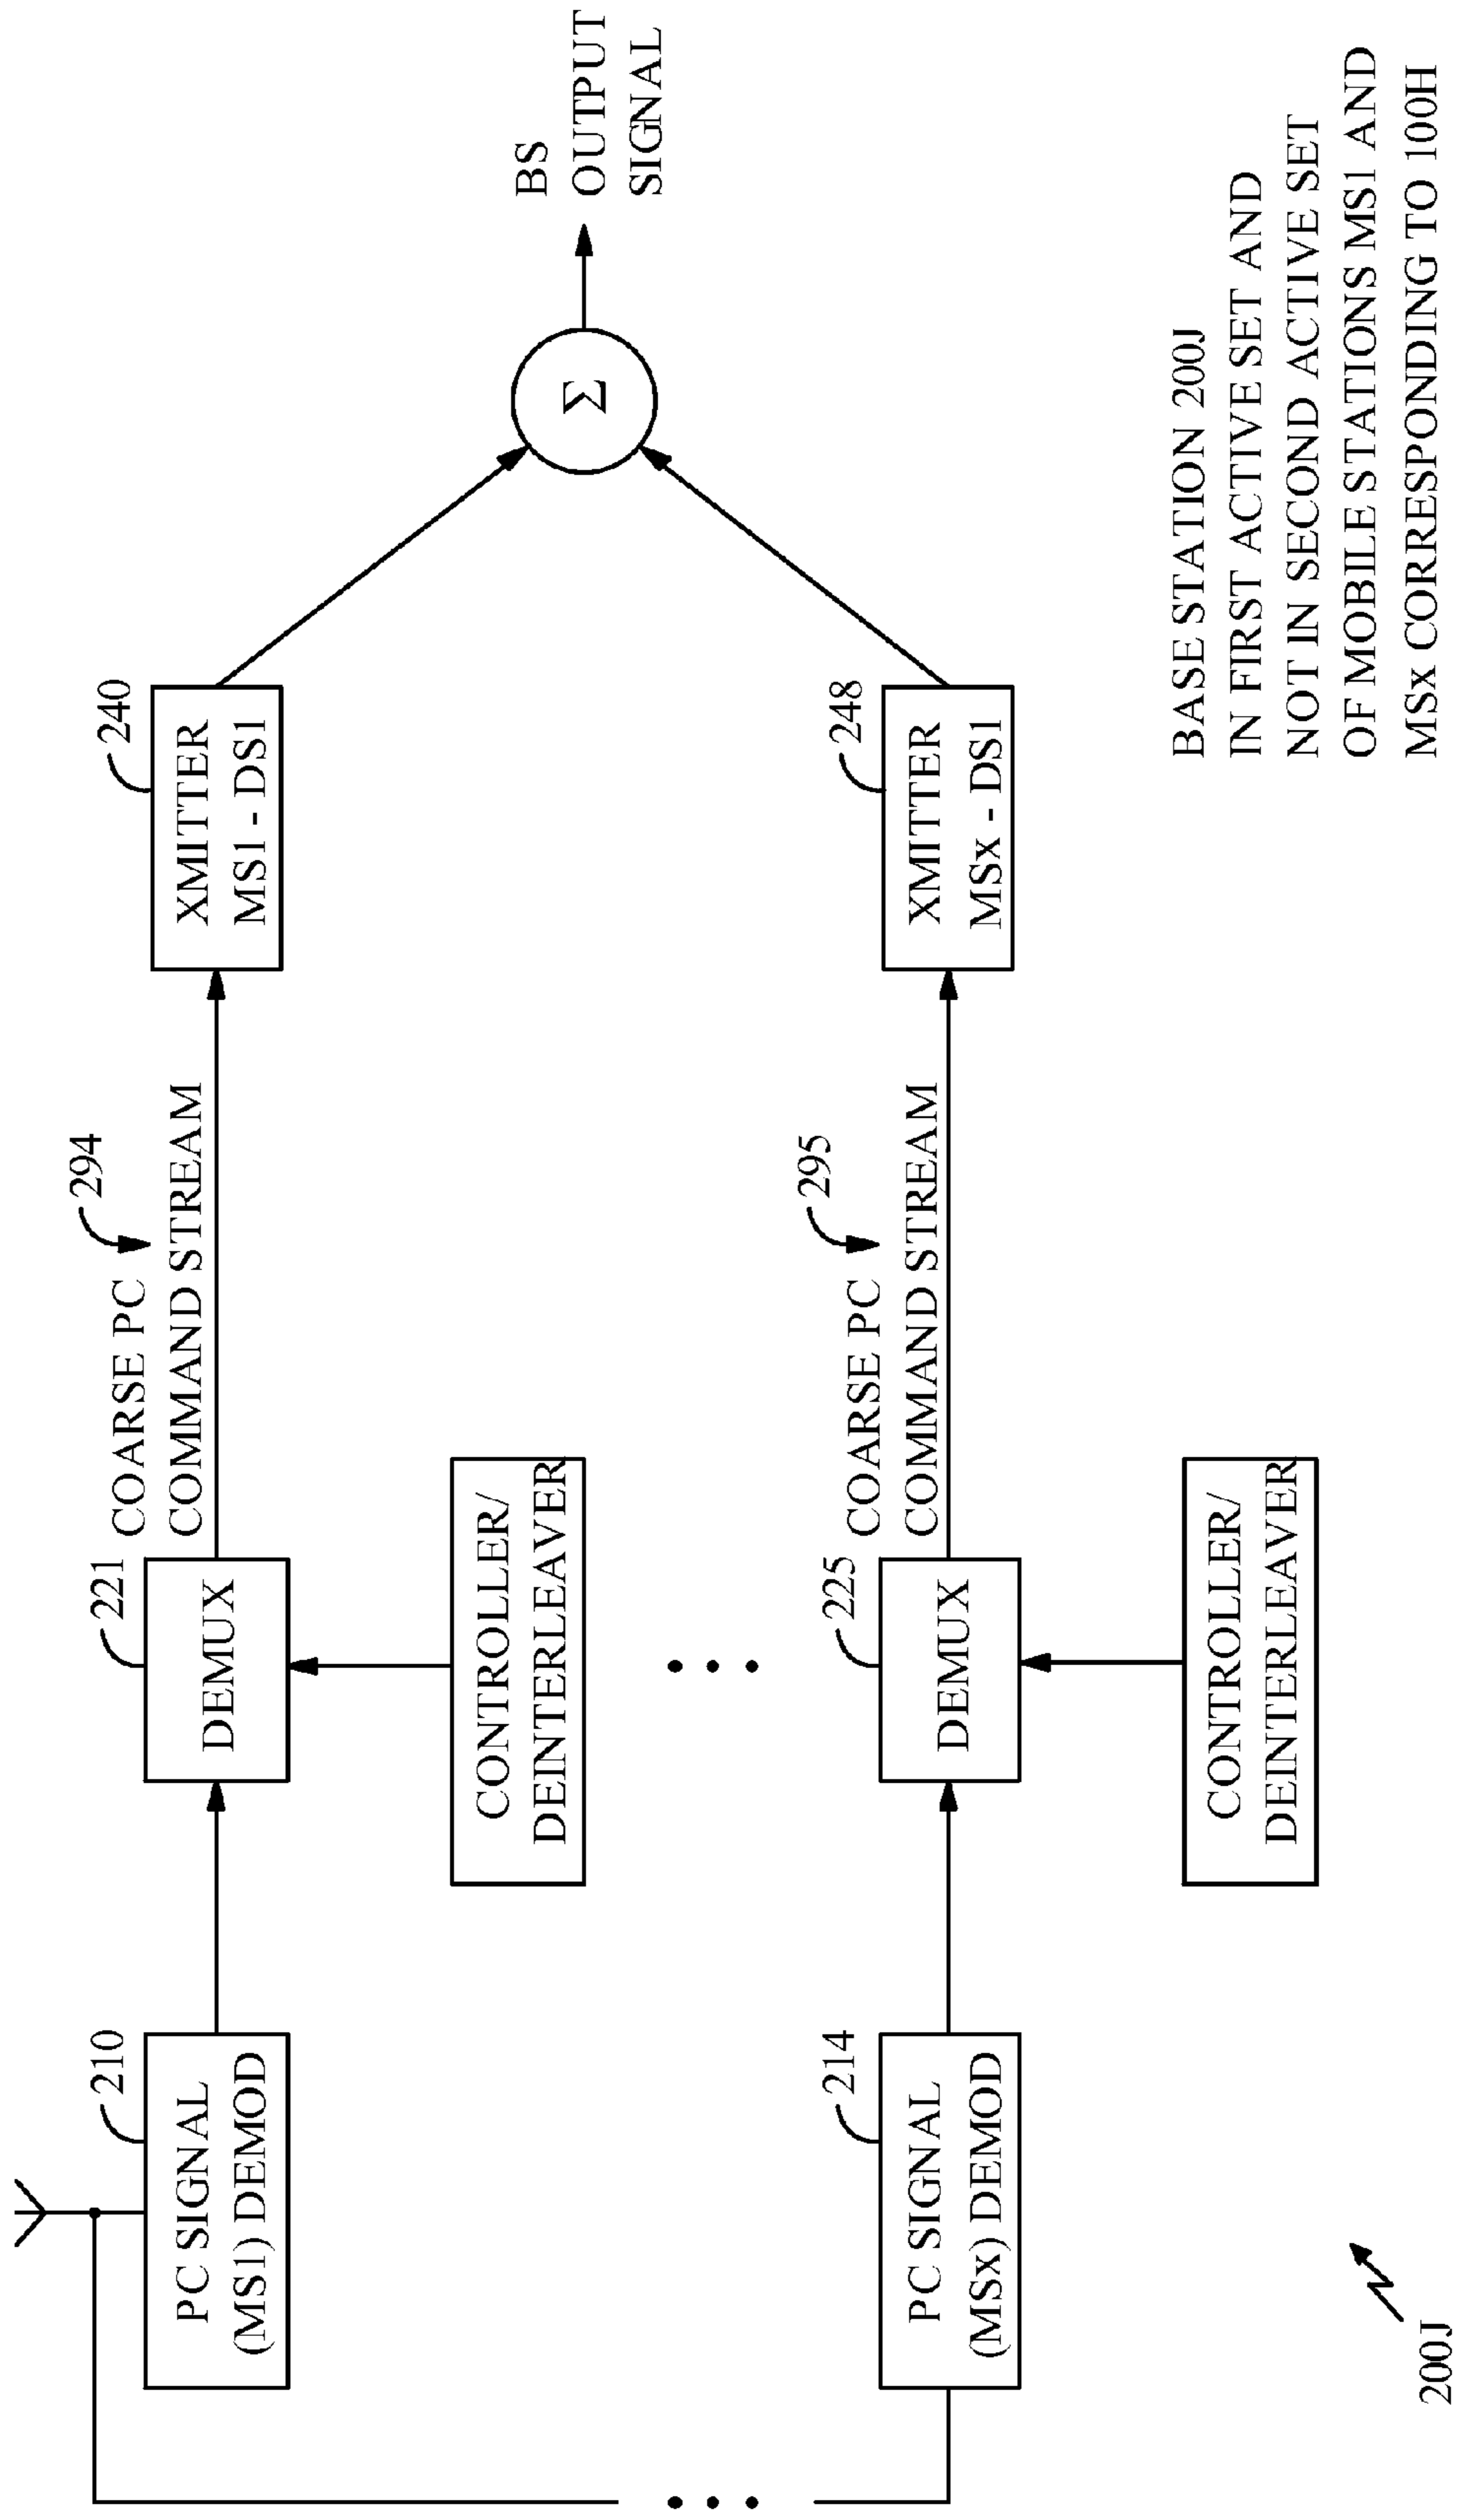 210
PC SIGNAL
(MS1) DEMOD
221
DEMUX
CONTROLLER/
DEINTERLEAVER
294
COARSE PC
COMMAND STREAM
240
XMITTER
MS1 - DS1
Σ
BS
OUTPUT
SIGNAL
214
PC SIGNAL
(MSx) DEMOD
225
DEMUX
CONTROLLER/
DEINTERLEAVER
295
COARSE PC
COMMAND STREAM
248
XMITTER
MSx - DS1
BASE STATION 200J
IN FIRST ACTIVE SET AND
NOT IN SECOND ACTIVE SET
OF MOBILE STATIONS MS1 AND
MSx CORRESPONDING TO 100H
200J